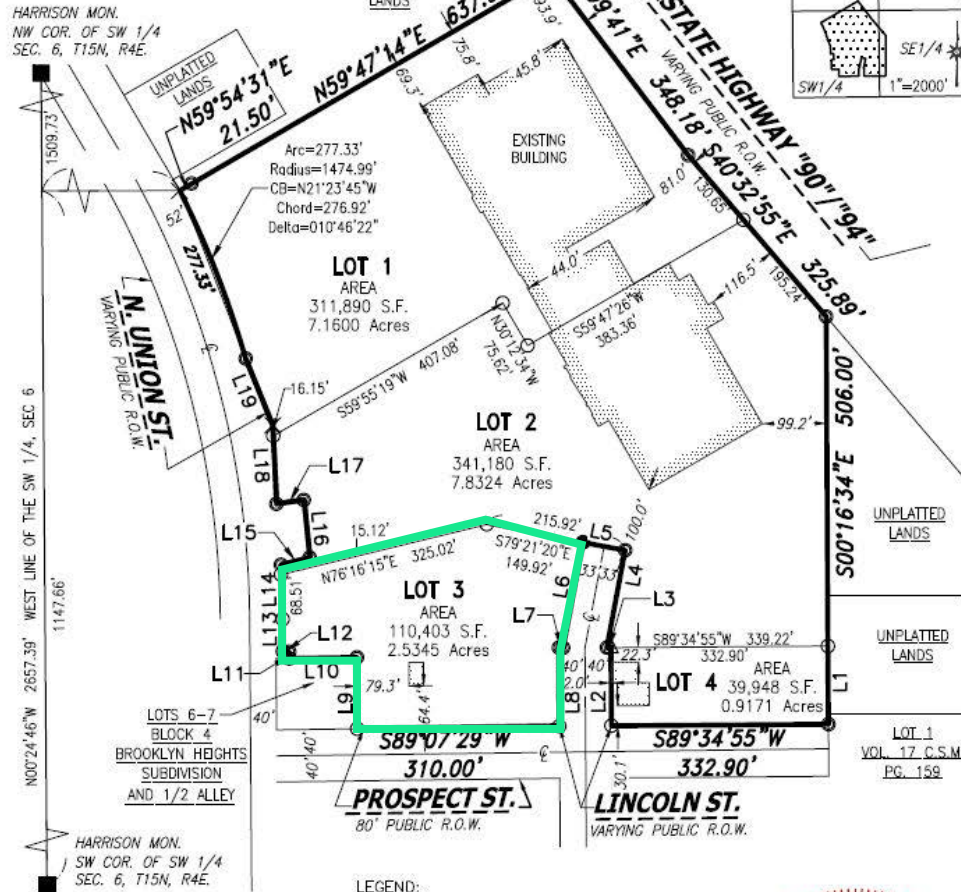 HARRISON MON.
NW COR. OF SW 1/4
SEC. 6, T15N, R4E.
LANDS
UNPLATTED
LANDS
N59°54'31"E
21.50'
N59°47'14"E
75.8'
69.3'
45.8'
93.9'
348.18'
STATE HIGHWAY "90"/"94"
VARYING PUBLIC R.O.W.
SW1/4
SE1/4
1"=2000'
1509.73'
52'
Arc=277.33'
Radius=1474.99'
CB=N21°23'45"W
Chord=276.92'
Delta=010°46'22"
EXISTING
BUILDING
81.0'
130.65
S40°32'55"E
325.89'
195.24'
116.5'
277.33'
LOT 1
AREA
311,890 S.F.
7.1600 Acres
44.0'
S59°47'26"W
383.36'
N30°12'34"W
75.62'
S59°55'19"W 407.08'
N. UNION ST.
VARYING PUBLIC R.O.W.
L19
16.15'
L18
L17
L16
L15
LOT 2
AREA
341,180 S.F.
7.8324 Acres
99.2'
S00°16'34"E 506.00'
UNPLATTED
LANDS
WEST LINE OF THE SW 1/4, SEC 6
N00°24'46"W 2657.39'
1147.66'
15.12'
N76°16'15"E 325.02'
215.92'
S79°21'20"E
149.92'
L5
100.0'
33'
33'
L4
L6
L14
68.51
L13
L12
L11
L10
L9
LOT 3
AREA
110,403 S.F.
2.5345 Acres
L7
L3
S89°34'55"W 339.22'
332.90'
22.3'
40'
40'
2.0'
L8
L2
LOT 4
AREA
39,948 S.F.
0.9171 Acres
L1
UNPLATTED
LANDS
79.3'
64.4'
LOTS 6-7
BLOCK 4
BROOKLYN HEIGHTS
SUBDIVISION
AND 1/2 ALLEY
40'
40'
40'
S89°07'29"W
310.00'
S89°34'55"W
332.90'
30.1'
LOT 1
VOL. 17 C.S.M
PG. 159
PROSPECT ST.
80' PUBLIC R.O.W.
LINCOLN ST.
VARYING PUBLIC R.O.W.
HARRISON MON.
SW COR. OF SW 1/4
SEC. 6, T15N, R4E.
LEGEND: